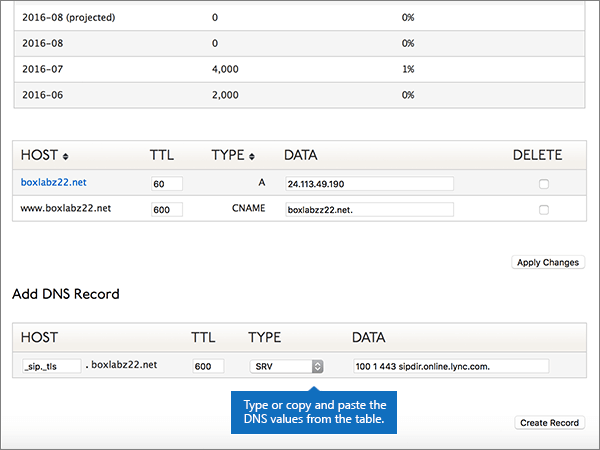 2016-08 (projected) 0 0%
2016-08 0 0%
2016-07 4,000 1%
2016-06 2,000 0%
HOST TTL TYPE DATA DELETE
boxlabz22.net 60 A 24.113.49.190
www.boxlabz22.net 600 CNAME boxlabzz22.net.
Apply Changes
Add DNS Record
HOST TTL TYPE DATA
_sip._tls . boxlabz22.net 600 SRV 100 1 443 sipdir.online.lync.com.
Type or copy and paste the
DNS values from the table.
Create Record